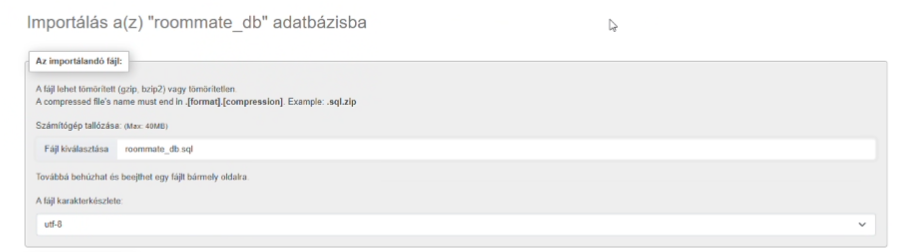 Importálás a(z) "roommate_db" adatbázisba
Az importálandó fájl:
A fájl lehet tömörített (gzip, bzip2) vagy tömörítetlen.
A compressed file's name must end in .[format].[compression]. Example: .sql.zip
Számítógép tallózása: (Max: 40MB)
Fájl kiválasztása roommate_db.sql
Továbbá behúzhat és beejthet egy fájlt bármely oldalra.
A fájl karakterkészlete:
utf-8